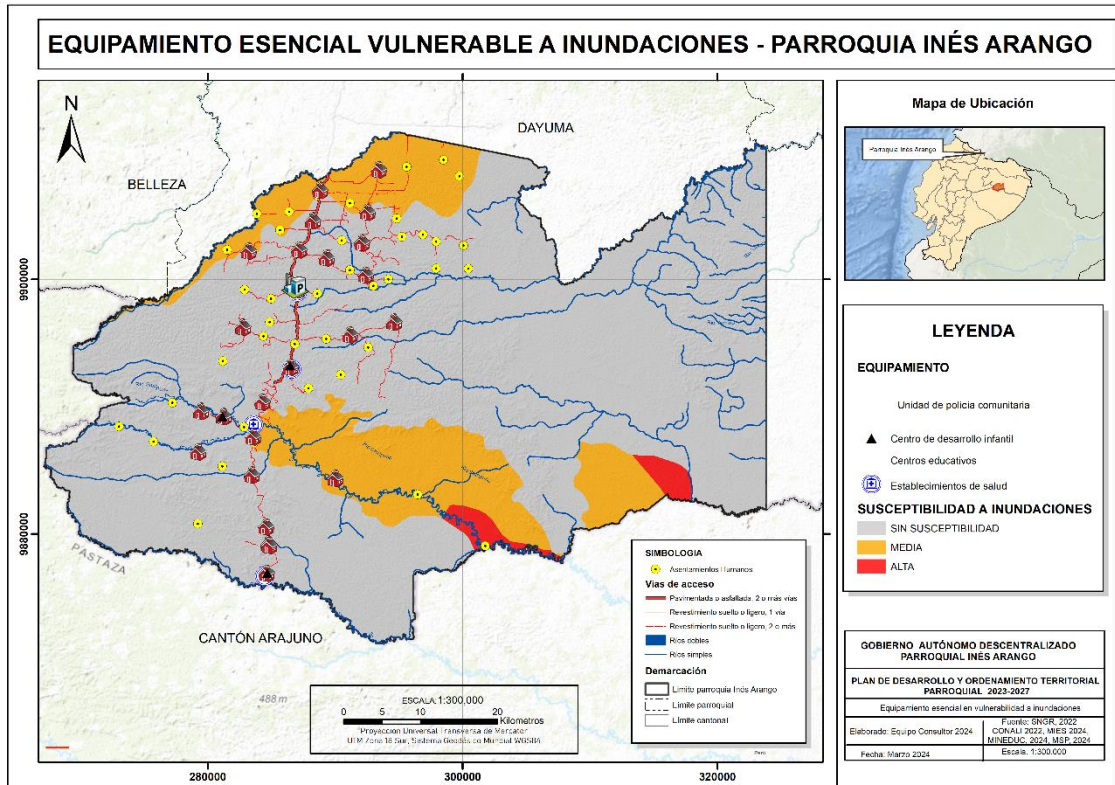 EQUIPAMIENTO ESENCIAL VULNERABLE A INUNDACIONES - PARROQUIA INÉS ARANGO
N
DAYUMA
BELLEZA
PASTAZA
CANTÓN ARAJUNO
488 m
P
9900000
9880000
280000
300000
320000
ESCALA: 1:300,000
0 5 10 20
Kilometros
*Proyección Universal Transversa de Mercator
UTM Zona 18 Sur, Sistema Geodésico Mundial WGS84
SIMBOLOGIA
Asentamientos Humanos
Vías de acceso
Pavimentada o asfaltada, 2 o más vías
Revestimiento suelto o ligero, 1 vía
Revestimiento suelto o ligero, 2 o más
Ríos dobles
Ríos simples
Demarcación
Limite parroquia Inés Arango
Límite parroquial
Límite cantonal
Mapa de Ubicación
Parroquia Inés Arango
LEYENDA
EQUIPAMIENTO
Unidad de policia comunitaria
Centro de desarrollo infantil
Centros educativos
Establecimientos de salud
SUSCEPTIBILIDAD A INUNDACIONES
SIN SUSCEPTIBILIDAD
MEDIA
ALTA
GOBIERNO AUTÓNOMO DESCENTRALIZADO
PARROQUIAL INÉS ARANGO
PLAN DE DESARROLLO Y ORDENAMIENTO TERRITORIAL
PARROQUIAL 2023-2027
Equipamiento esencial en vulnerabilidad a inundaciones
Elaborado: Equipo Consultor 2024
Fuente: SNGR, 2022
CONALI 2022, MIES 2024,
MINEDUC, 2024, MSP, 2024
Fecha: Marzo 2024
Escala. 1:300.000